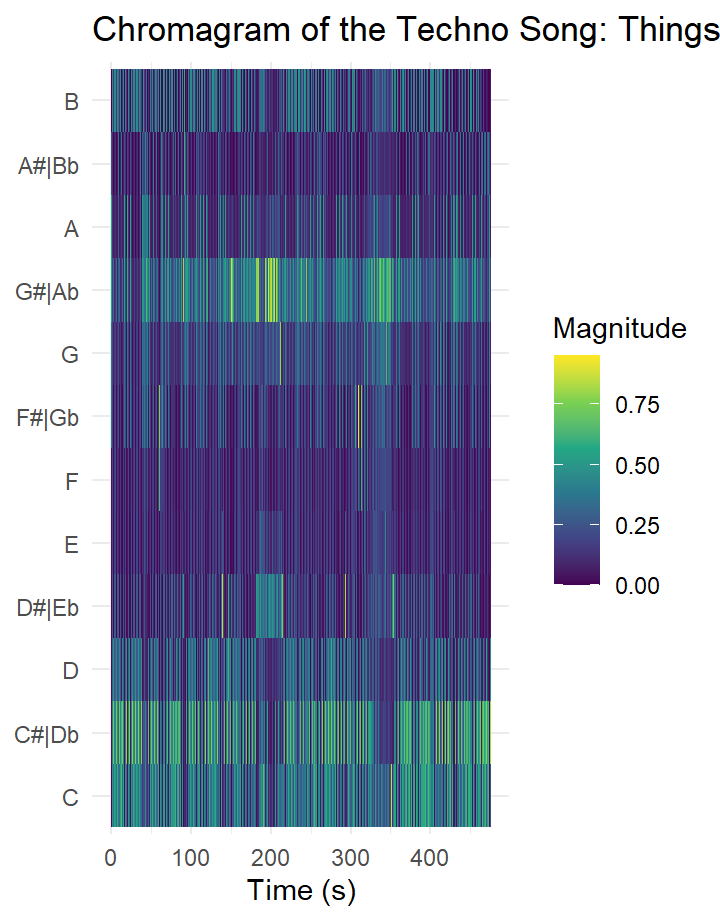 Chromagram of the Techno Song: Things
B
A#|Bb
A
G#|Ab
G
F#|Gb
F
E
D#|Eb
D
C#|Db
C
0 100 200 300 400
Time (s)
Magnitude
0.75
0.50
0.25
0.00